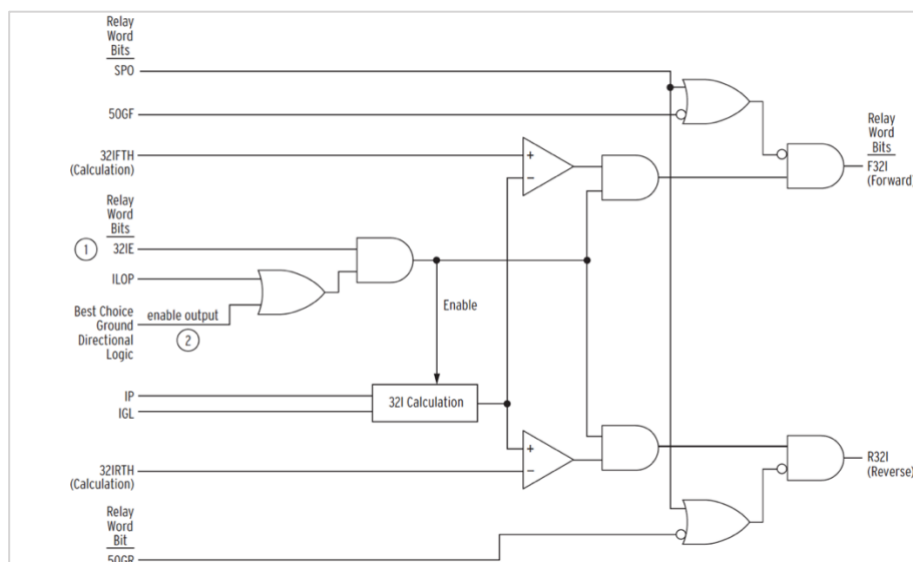 Relay
Word
Bits
SPO
50GF
32IFTH
(Calculation)
+
−
Relay
Word
Bits
F32I
(Forward)
Relay
Word
Bits
1
32IE
ILOP
Best Choice
Ground
Directional
Logic
enable output
2
Enable
IP
IGL
32I Calculation
32IRTH
(Calculation)
+
−
R32I
(Reverse)
Relay
Word
Bit
50GR